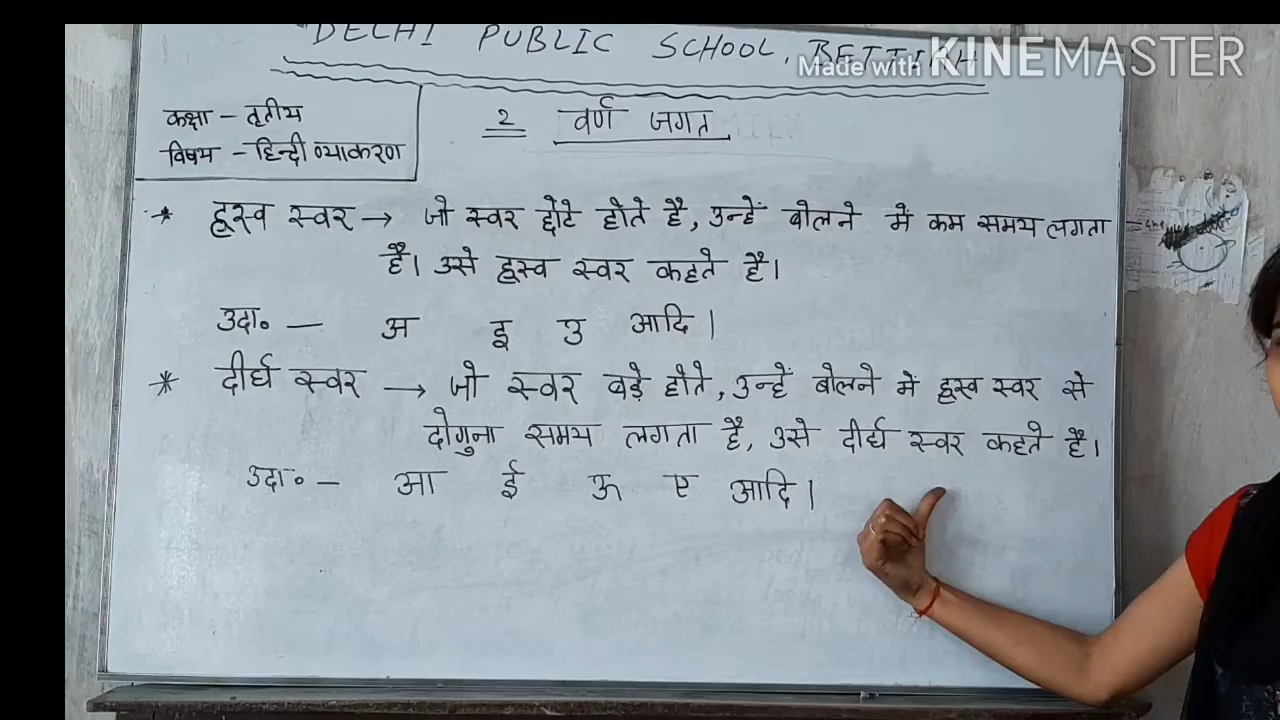 DELHI PUBLIC SCHOOL, BETTIAH
Made with KINEMASTER
कक्षा - तृतीय
विषय - हिन्दी व्याकरण
2 वर्ण जगत
* ह्रस्व स्वर → जो स्वर छोटे होते है, उन्हें बोलने मे कम समय लगता
है। उसे ह्रस्व स्वर कहते है।
उदा॰ — अ इ उ आदि।
* दीर्घ स्वर → जो स्वर बड़े होते, उन्हें बोलने में ह्रस्व स्वर से
दोगुना समय लगता है, उसे दीर्घ स्वर कहते है।
उदा॰ - आ ई ऊ ए आदि।